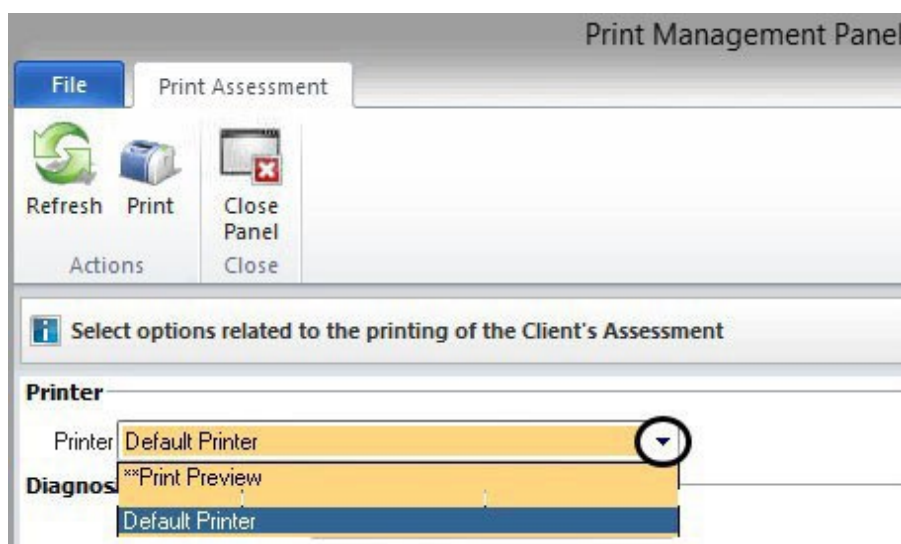 Print Management Panel
File Print Assessment
Refresh Print Close Panel
Actions Close
Select options related to the printing of the Client's Assessment
Printer
Printer Default Printer
**Print Preview
Diagnos
Default Printer